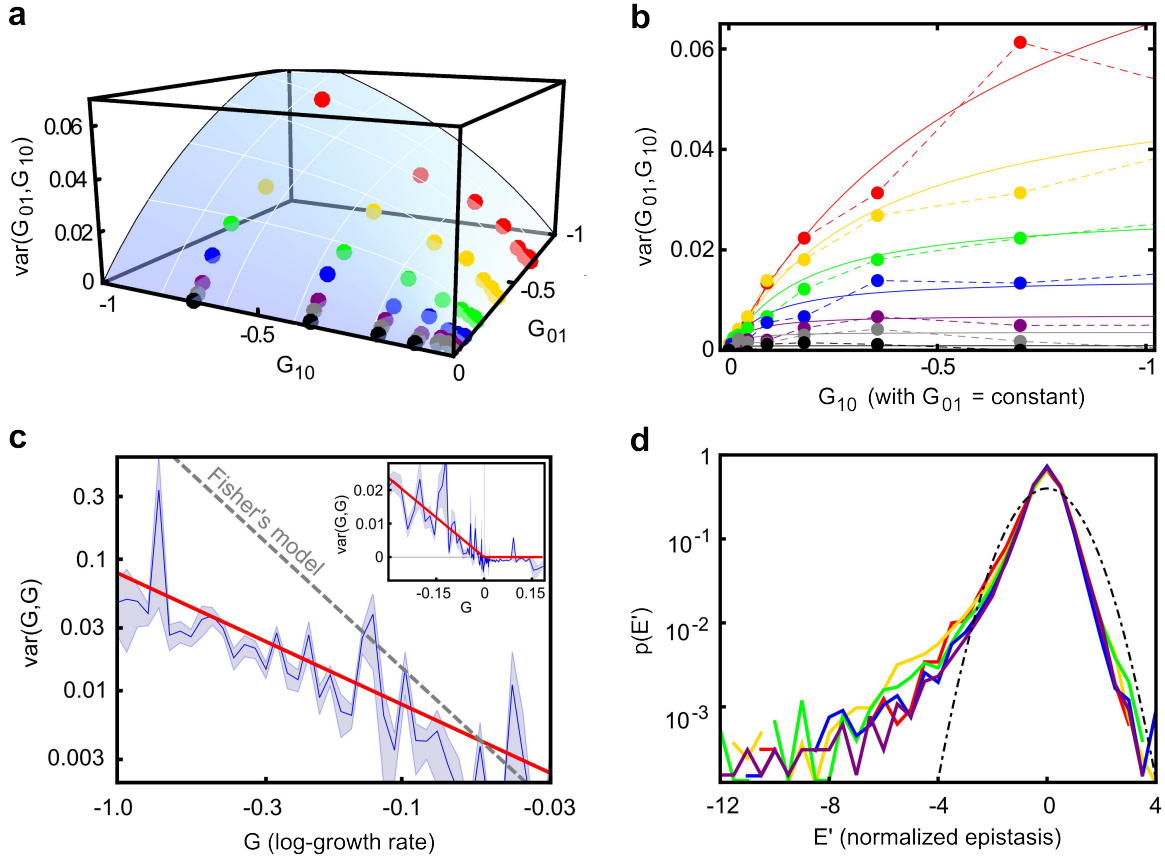 a
0.06
0.04
0.02
0
var(G01,G10)
-1
-0.5
0
G10
-1
-0.5
G01
b
0.06
0.04
0.02
0
var(G01,G10)
0
-0.5
-1
G10 (with G01 = constant)
c
0.3
0.1
0.03
0.01
0.003
var(G,G)
-1.0
-0.3
-0.1
-0.03
G (log-growth rate)
Fisher's model
0.02
0.01
0
var(G,G)
-0.15
0
0.15
G
d
1
10-1
10-2
10-3
p(E')
-12
-8
-4
0
4
E' (normalized epistasis)